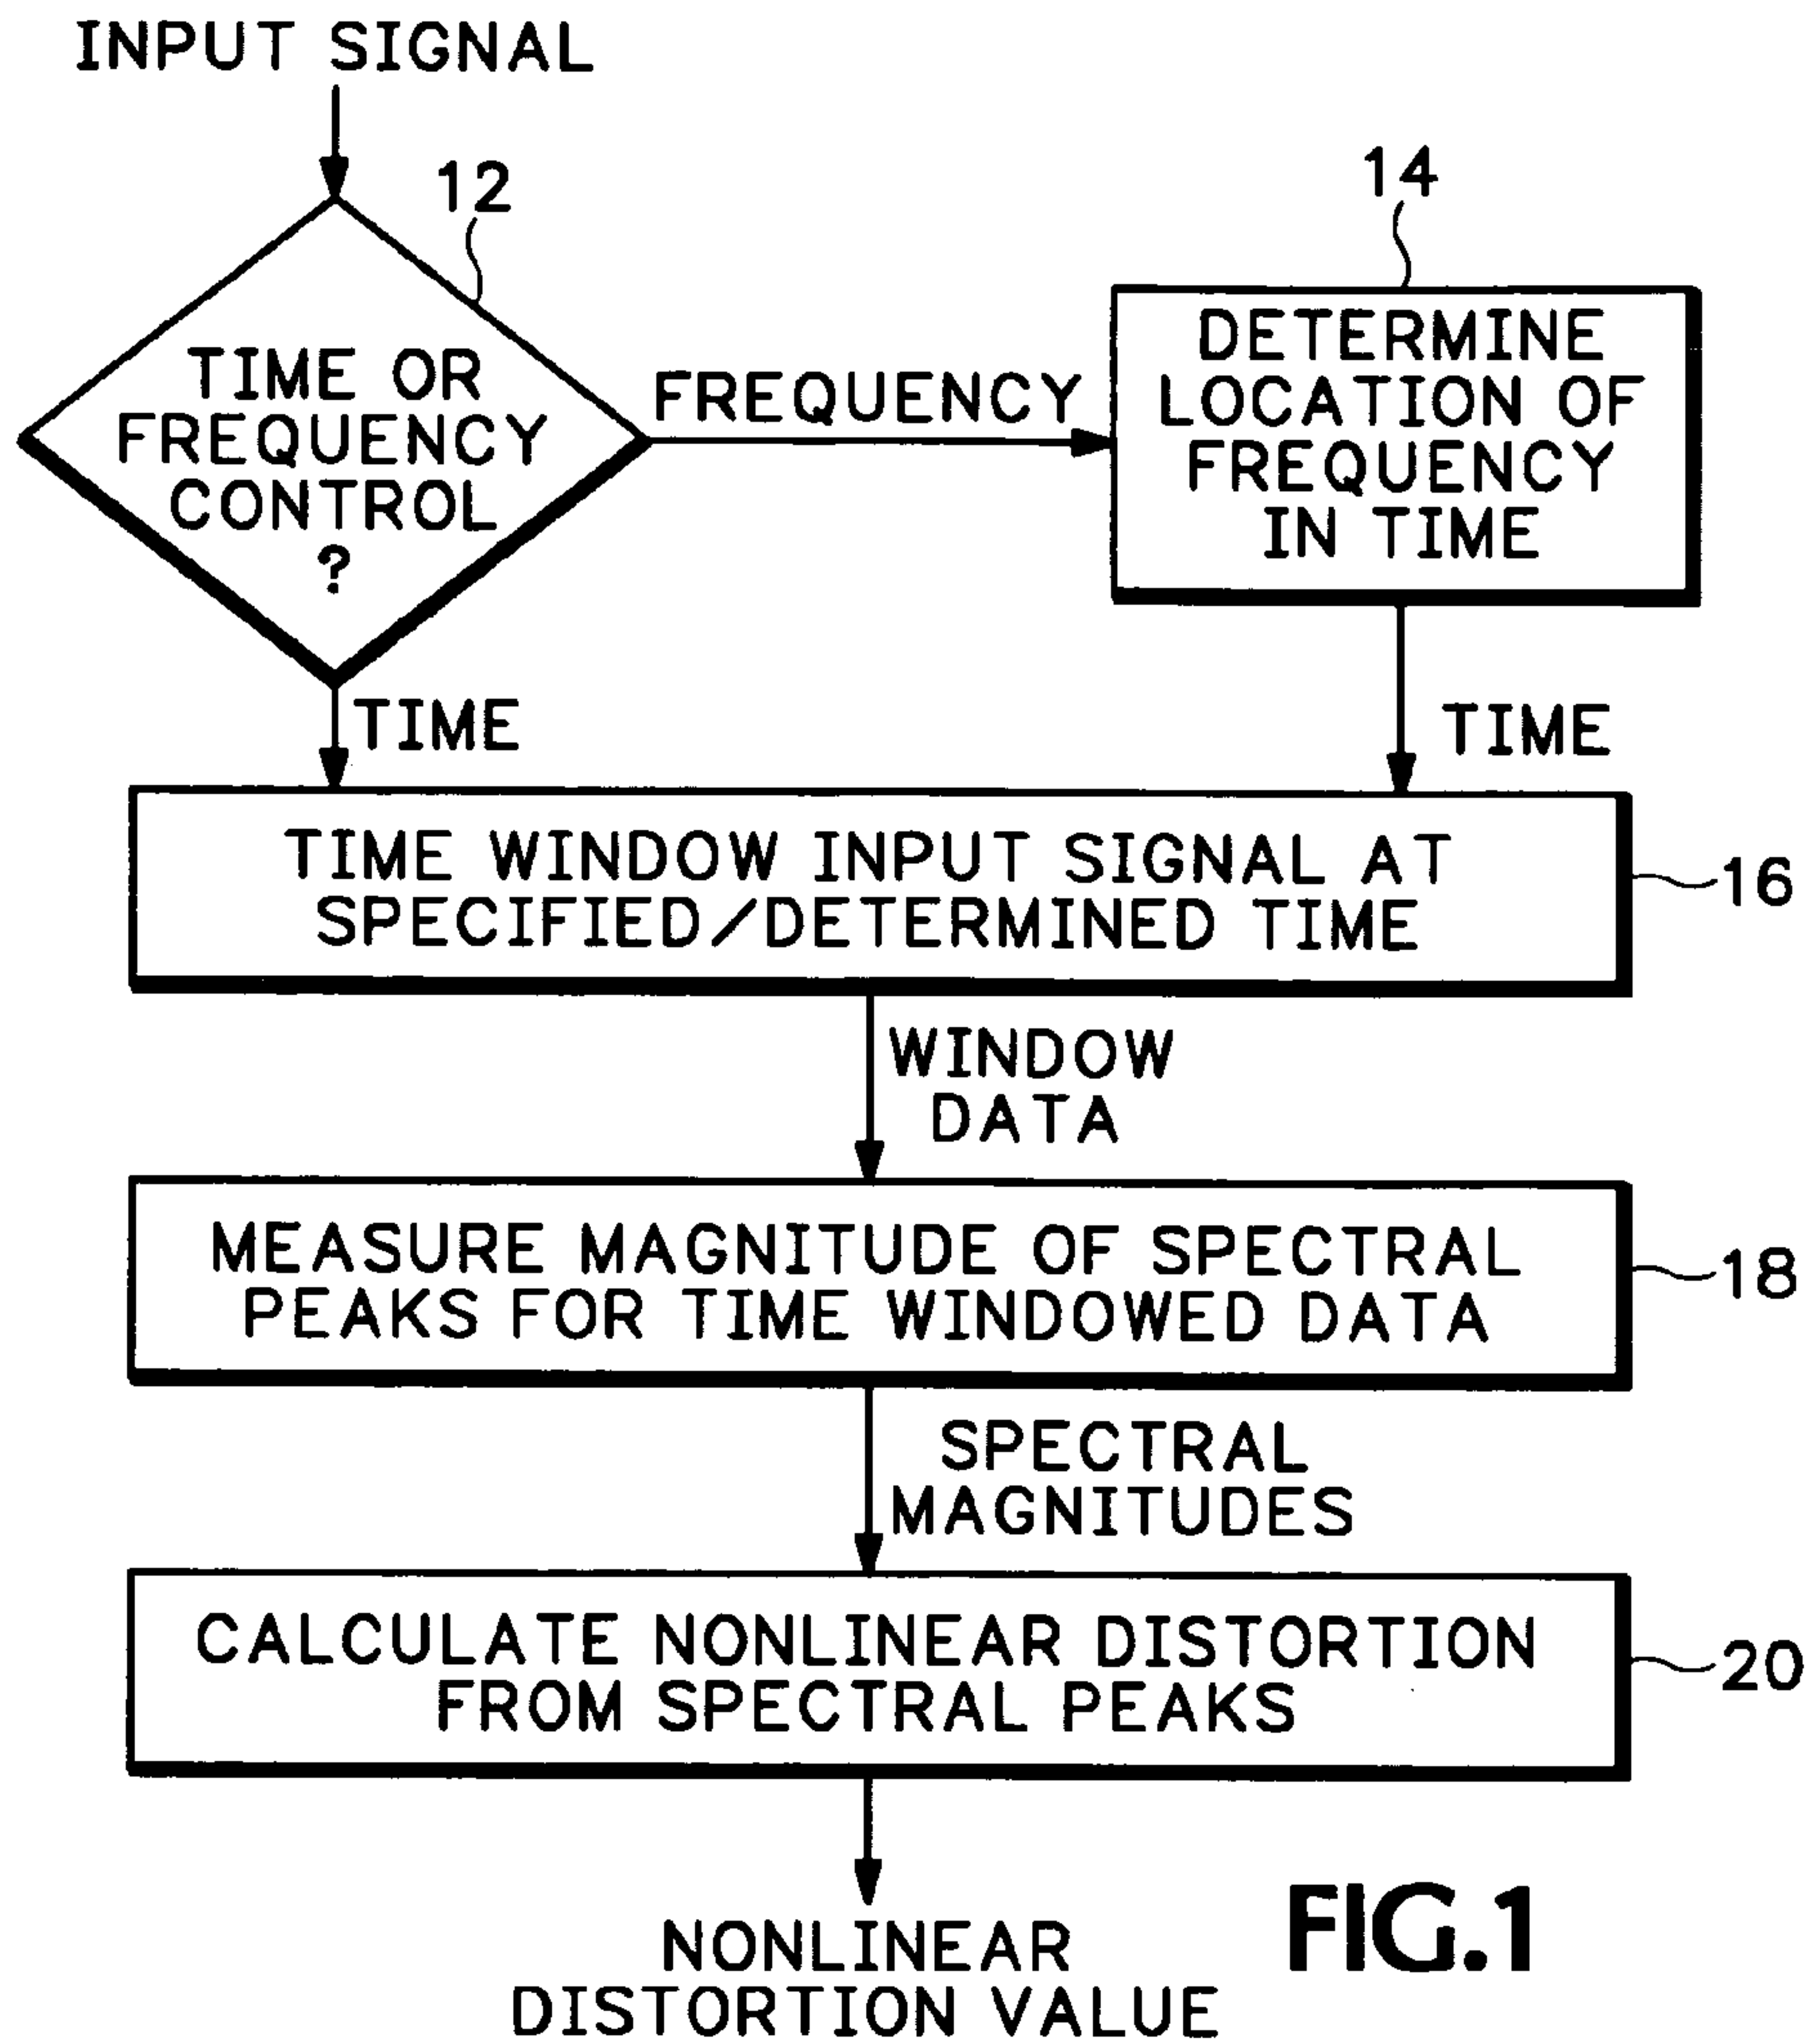 INPUT SIGNAL
12
14
TIME OR
FREQUENCY
CONTROL
?
FREQUENCY
DETERMINE
LOCATION OF
FREQUENCY
IN TIME
TIME
TIME
TIME WINDOW INPUT SIGNAL AT
SPECIFIED/DETERMINED TIME
16
WINDOW
DATA
MEASURE MAGNITUDE OF SPECTRAL
PEAKS FOR TIME WINDOWED DATA
18
SPECTRAL
MAGNITUDES
CALCULATE NONLINEAR DISTORTION
FROM SPECTRAL PEAKS
20
NONLINEAR
DISTORTION VALUE
FIG.1